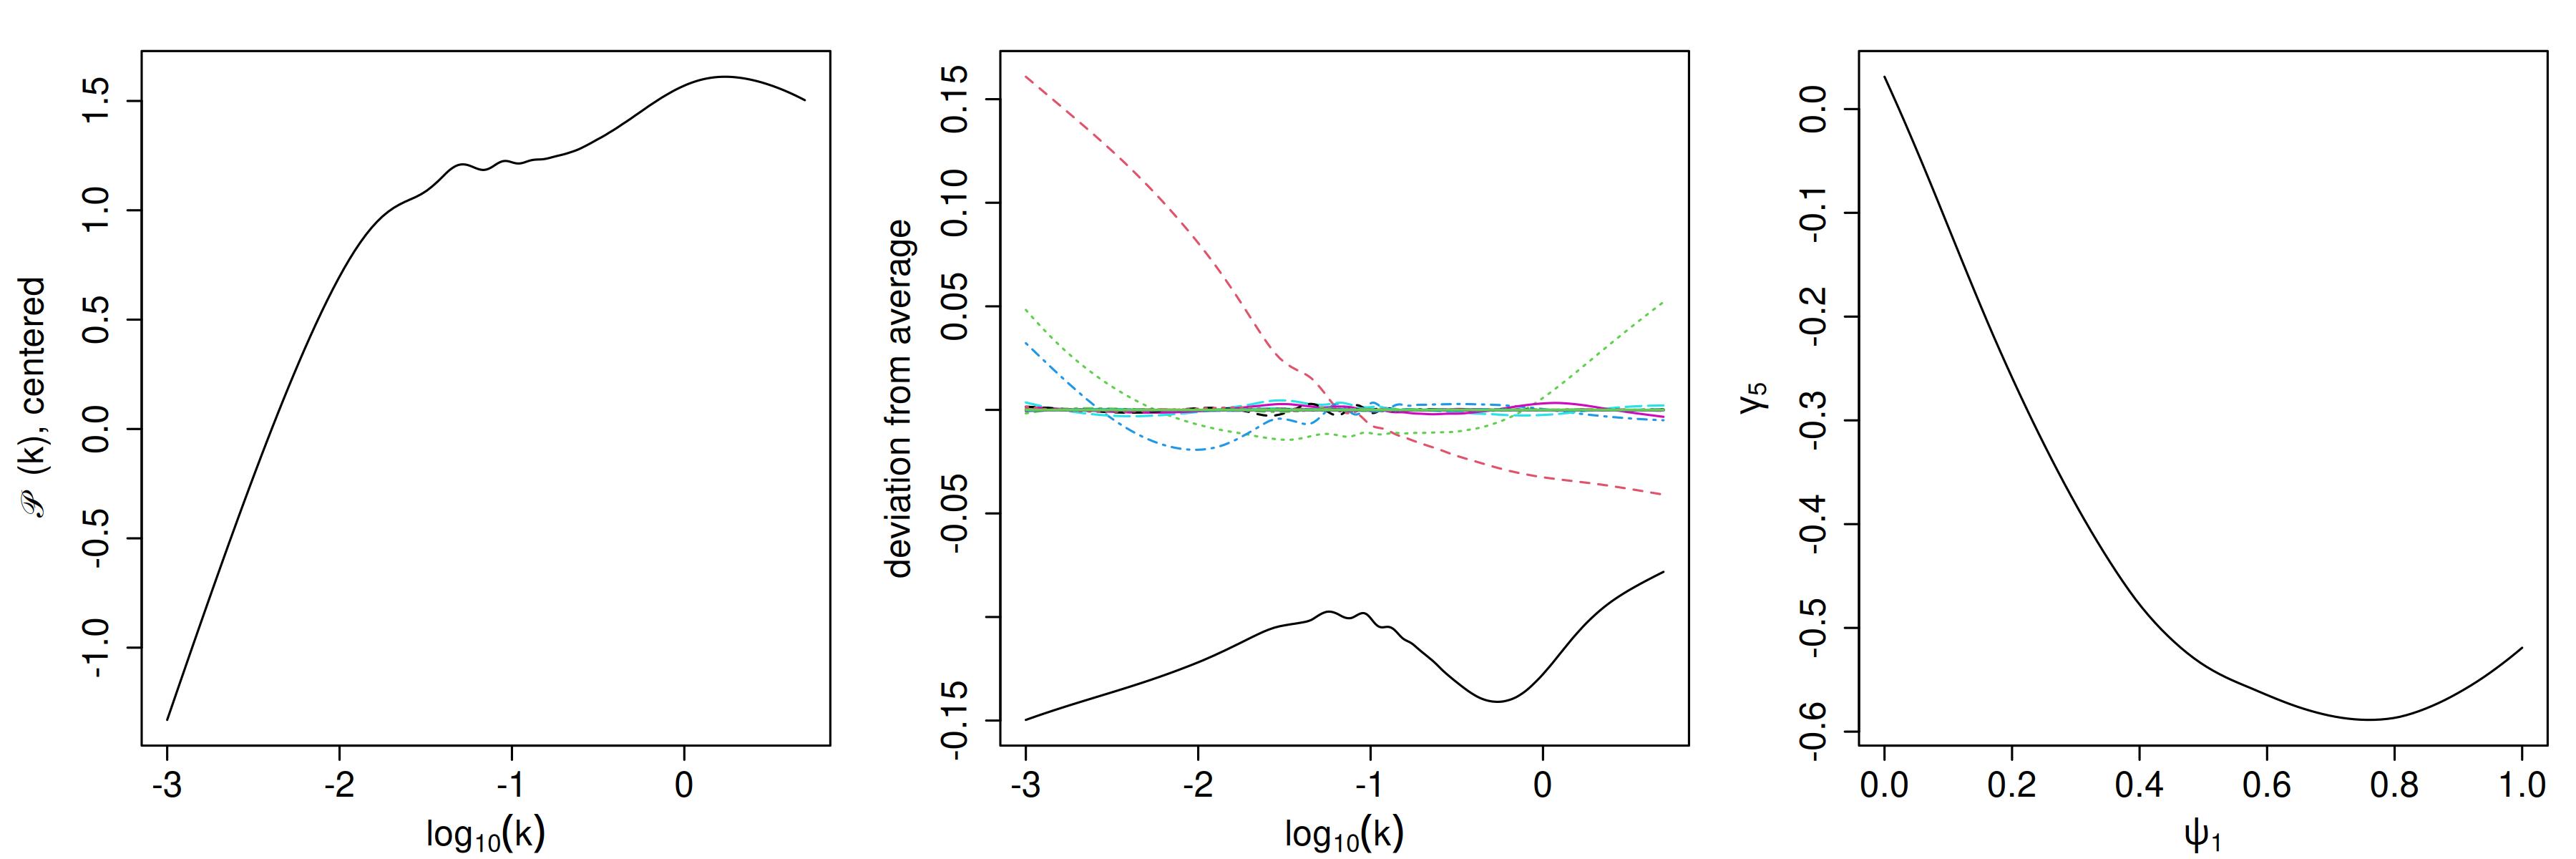 𝒫 (k), centered
1.5
1.0
0.5
0.0
-0.5
-1.0
-3 -2 -1 0
log₁₀(k)
deviation from average
0.15
0.10
0.05
-0.05
-0.15
-3 -2 -1 0
log₁₀(k)
γ₅
0.0
-0.1
-0.2
-0.3
-0.4
-0.5
-0.6
0.0 0.2 0.4 0.6 0.8 1.0
ψ₁